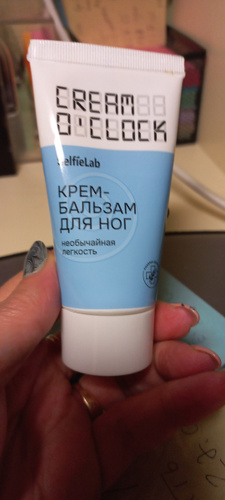 CREAM
O'CLOCK
selfieLab
КРЕМ-
БАЛЬЗАМ
ДЛЯ НОГ
необычайная
легкость